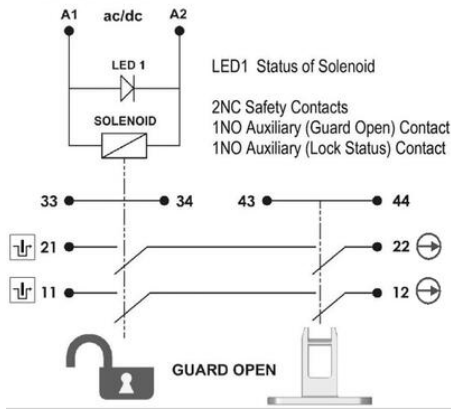 A1 ac/dc A2
LED 1
LED1 Status of Solenoid
SOLENOID
2NC Safety Contacts
1NO Auxiliary (Guard Open) Contact
1NO Auxiliary (Lock Status) Contact
33 34 43 44
21 22
11 12
GUARD OPEN